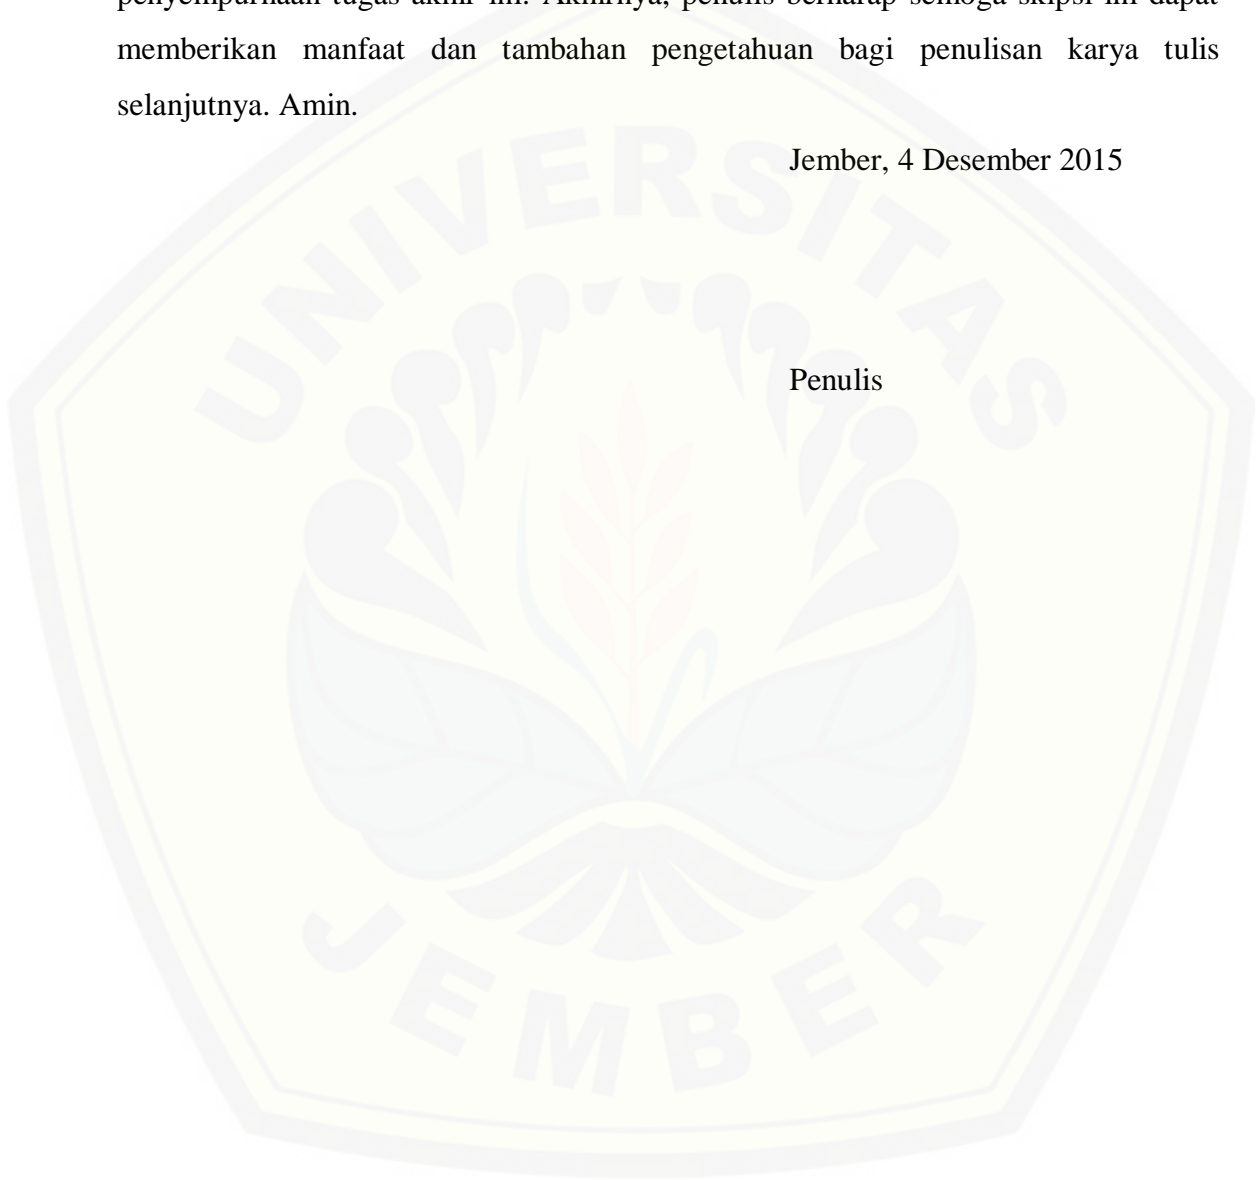 penyempurnaan tugas akhir ini. Akhirnya, penulis berharap semoga skipsi ini dapat
memberikan manfaat dan tambahan pengetahuan bagi penulisan karya tulis
selanjutnya. Amin.
Jember, 4 Desember 2015
Penulis
UNIVERSITAS
JEMBER